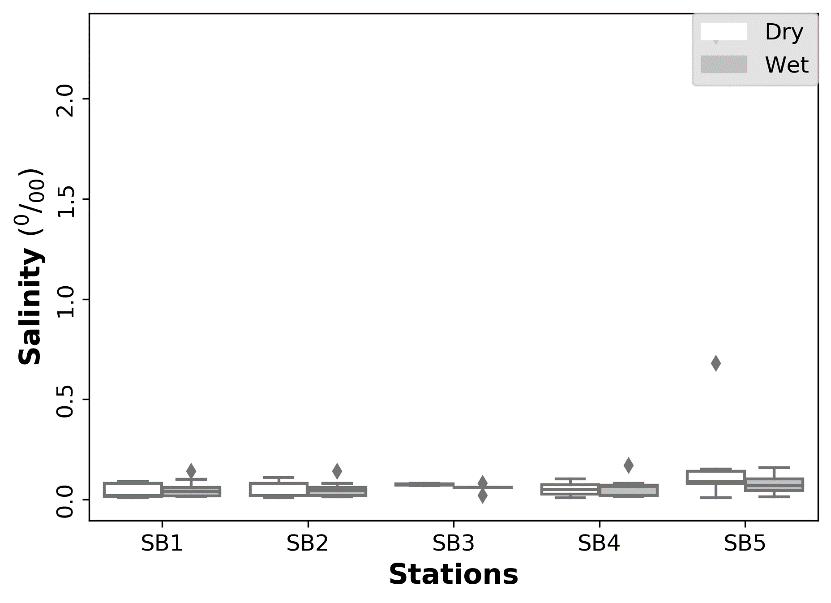 Dry
Wet
2.0
1.5
1.0
0.5
0.0
Salinity (⁰/₀₀)
SB1 SB2 SB3 SB4 SB5
Stations